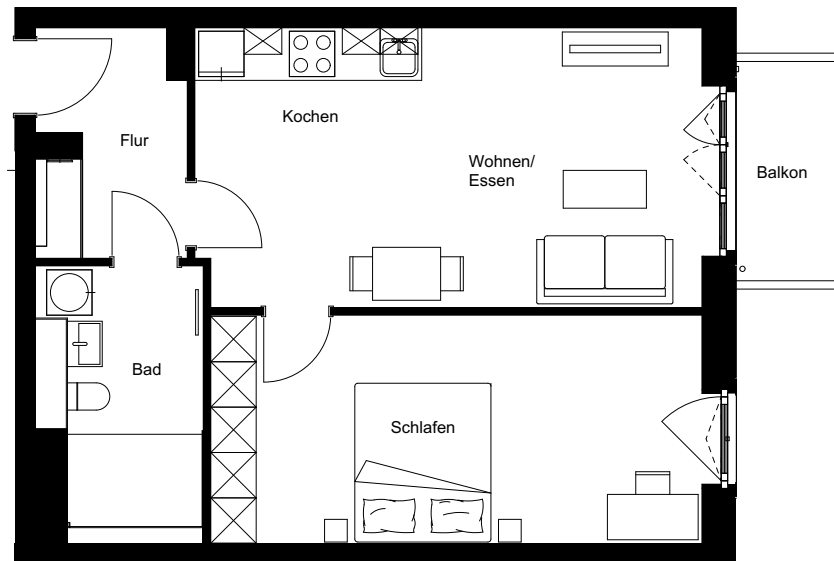 Kochen
Flur
Wohnen/
Essen
Balkon
Bad
Schlafen